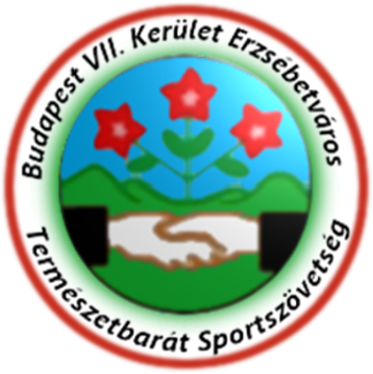 Budapest VII. Kerület Erzsébetváros
Természetbarát Sportszövetség